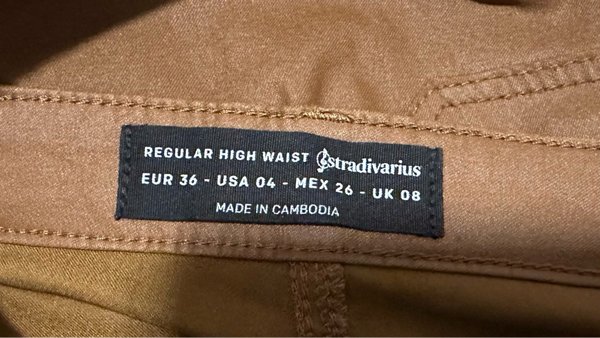 REGULAR HIGH WAIST stradivarius
EUR 36 - USA 04 - MEX 26 - UK 08
MADE IN CAMBODIA